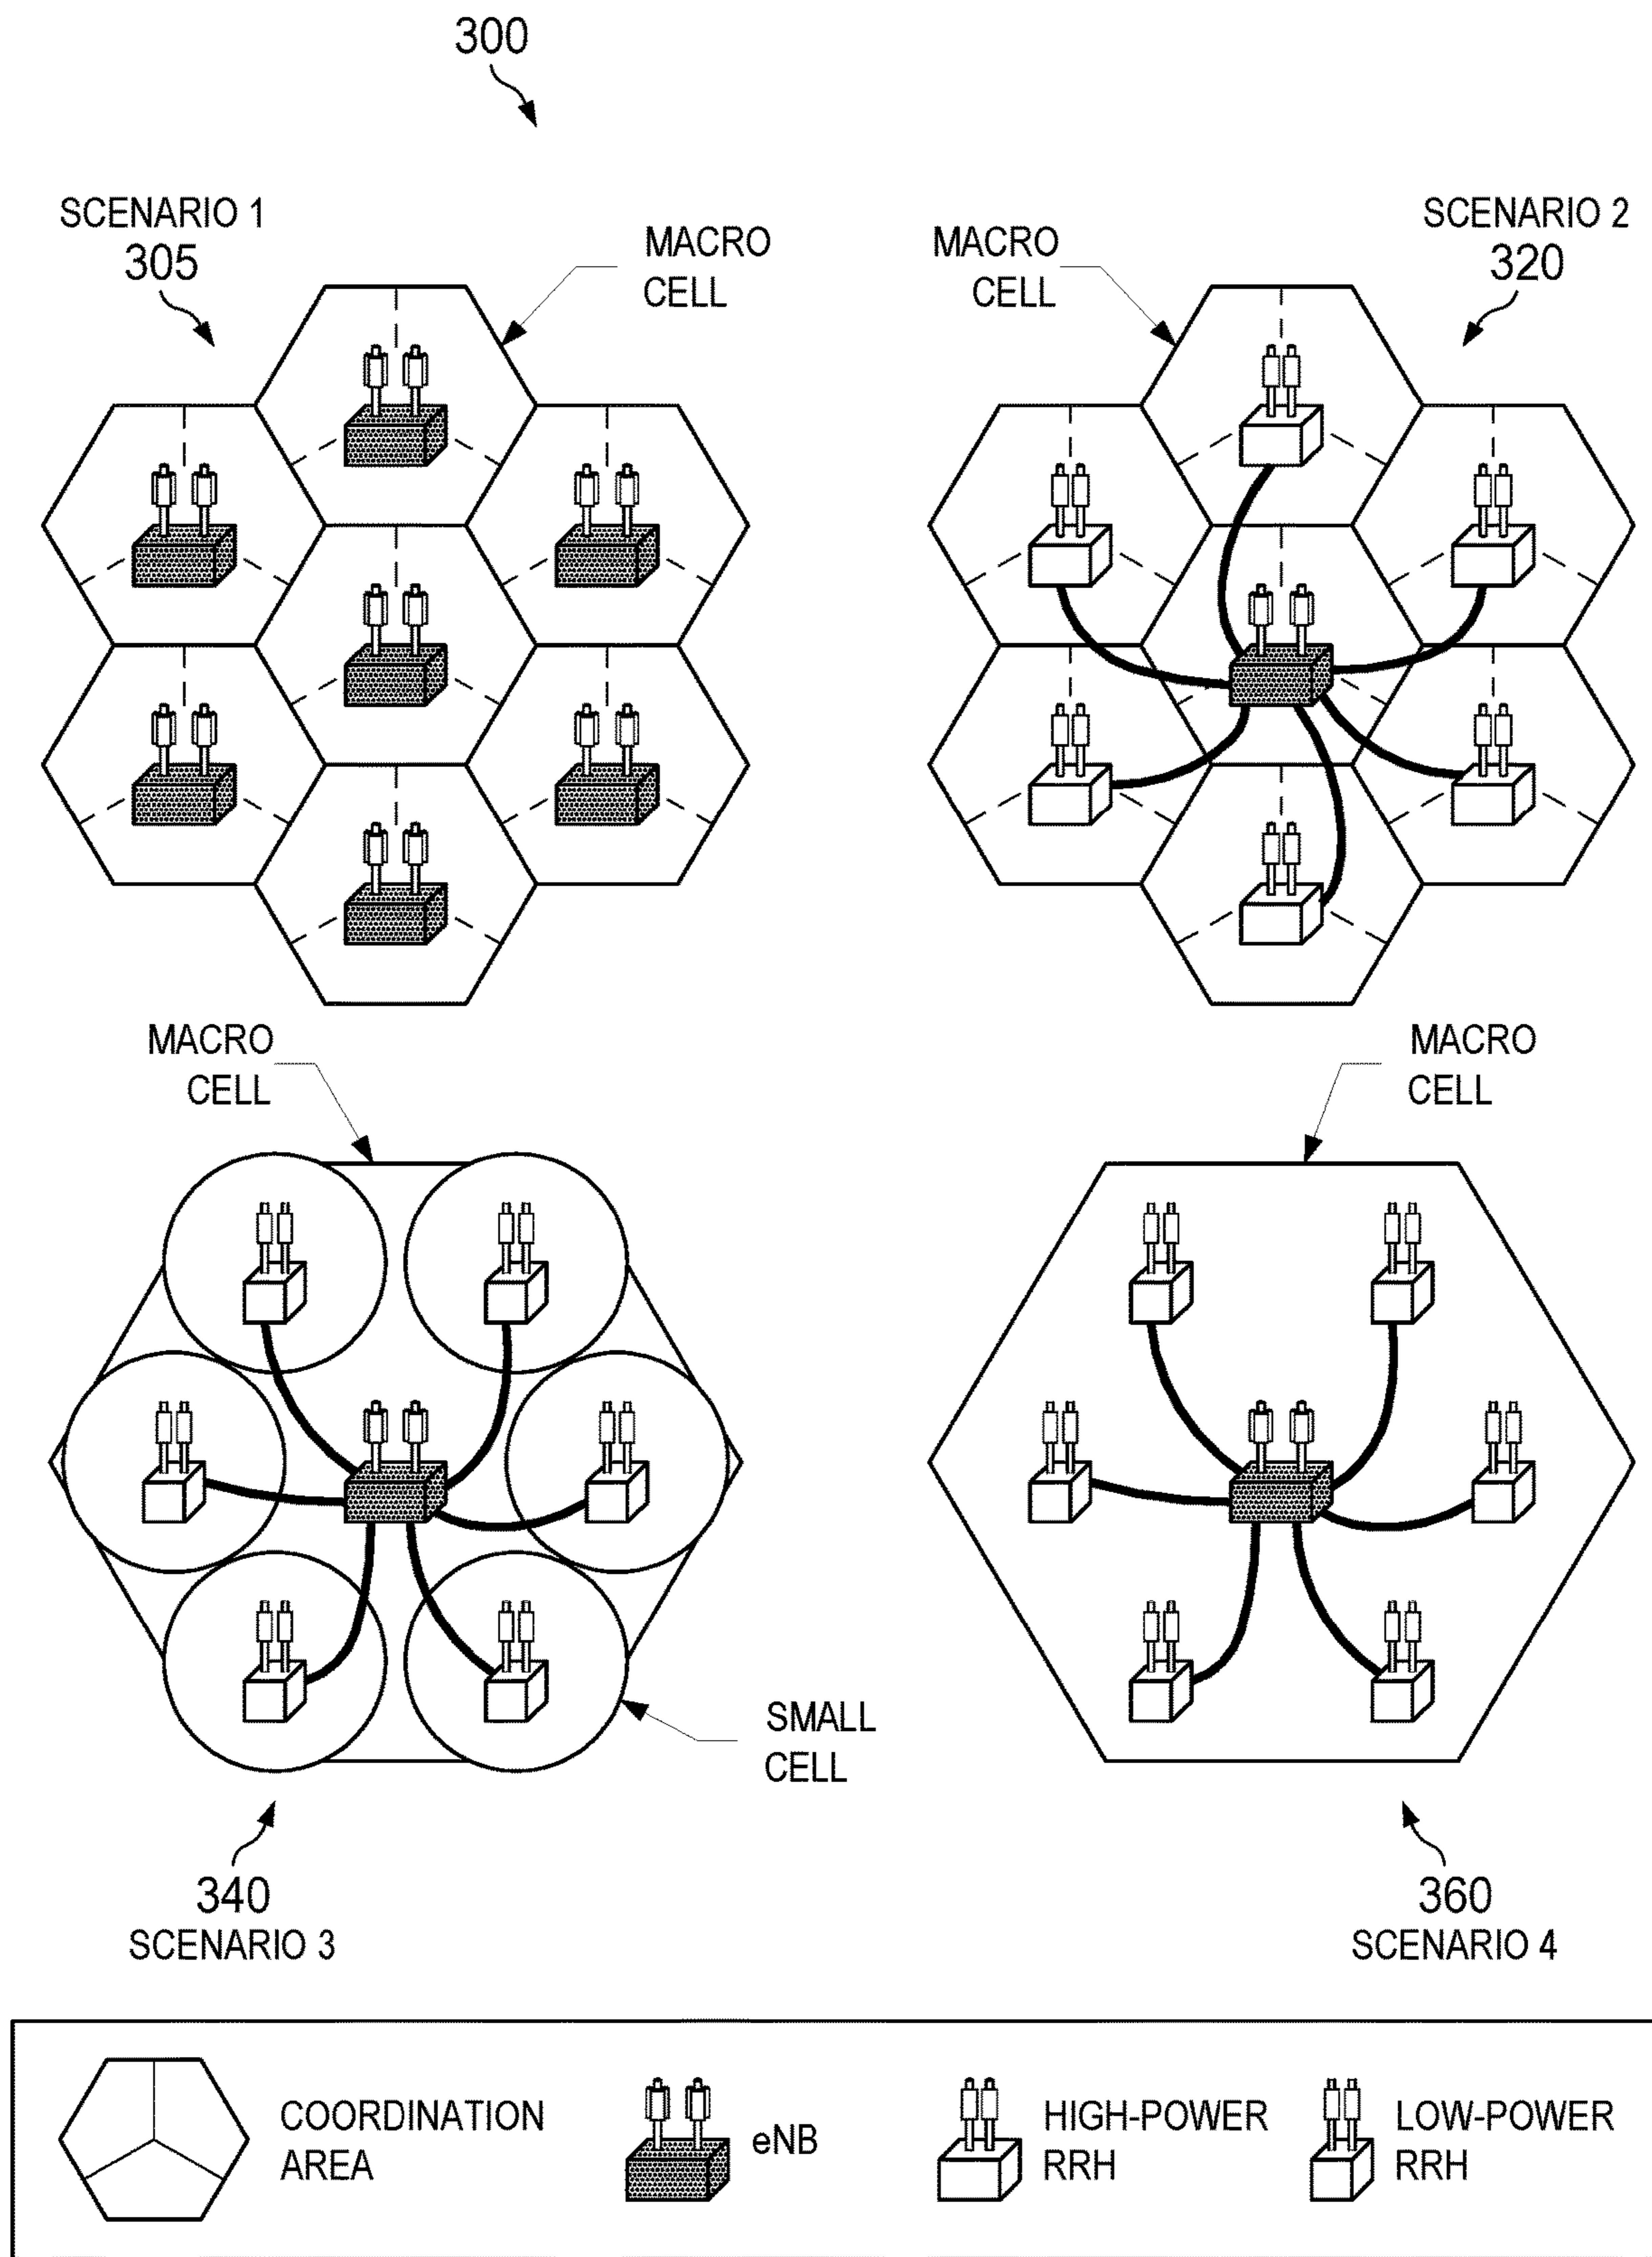 300
SCENARIO 1
305
MACRO
CELL
MACRO
CELL
SCENARIO 2
320
MACRO
CELL
MACRO
CELL
SMALL
CELL
340
SCENARIO 3
360
SCENARIO 4
COORDINATION
AREA
eNB
HIGH-POWER
RRH
LOW-POWER
RRH